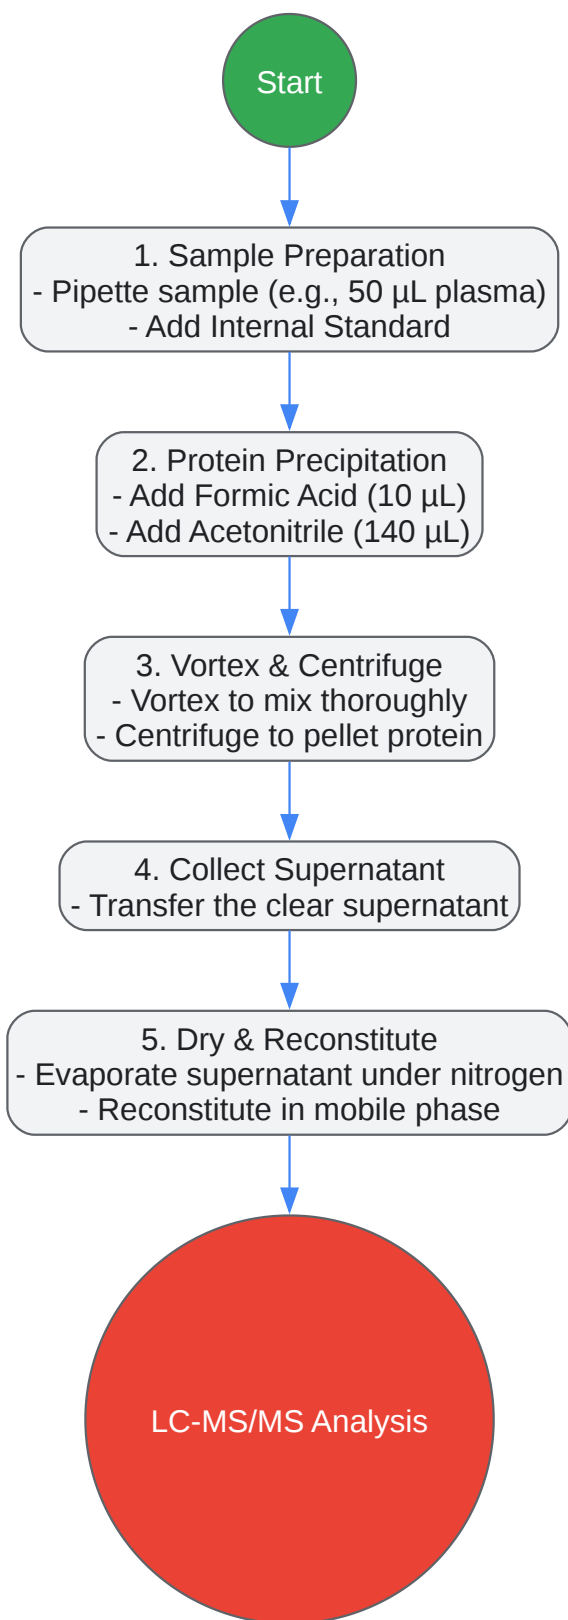 Start
1. Sample Preparation
- Pipette sample (e.g., 50 µL plasma)
- Add Internal Standard
2. Protein Precipitation
- Add Formic Acid (10 µL)
- Add Acetonitrile (140 µL)
3. Vortex & Centrifuge
- Vortex to mix thoroughly
- Centrifuge to pellet protein
4. Collect Supernatant
- Transfer the clear supernatant
5. Dry & Reconstitute
- Evaporate supernatant under nitrogen
- Reconstitute in mobile phase
LC-MS/MS Analysis